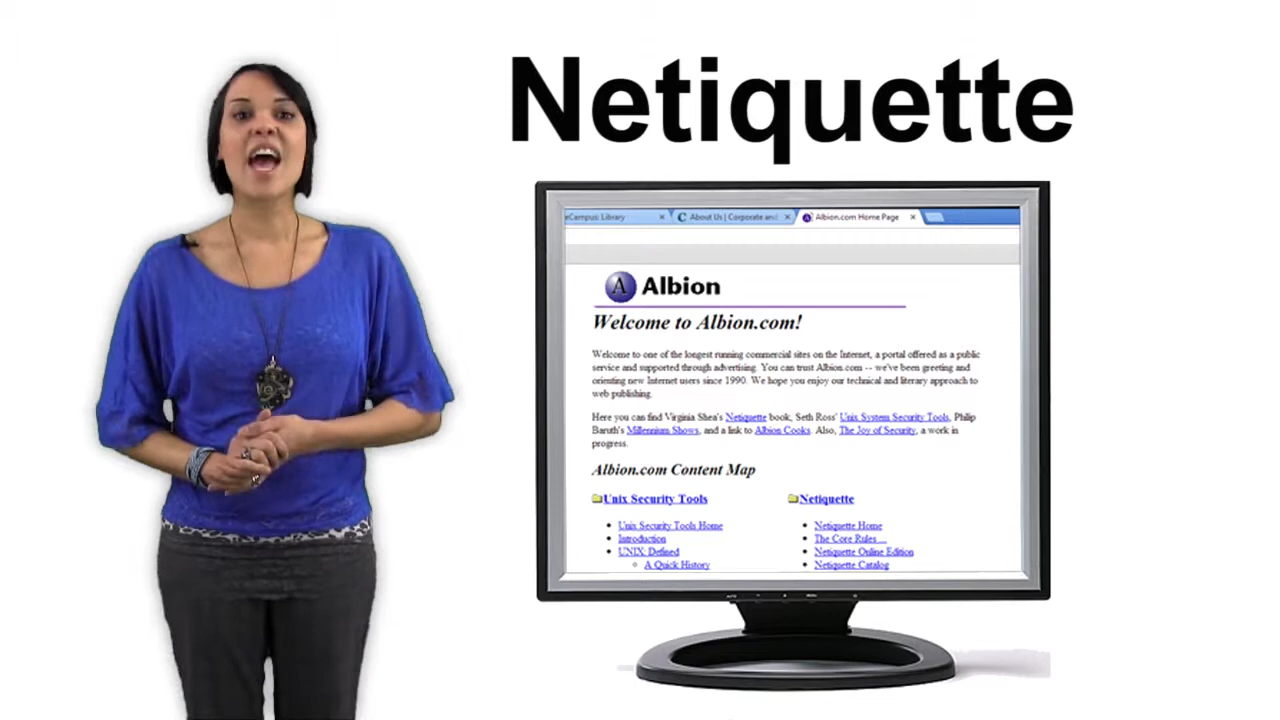 Netiquette
eCampus: Library
About Us | Corporate and
Albion.com Home Page
A Albion
Welcome to Albion.com!
Welcome to one of the longest running commercial sites on the Internet, a portal offered as a public
service and supported through advertising. You can trust Albion.com -- we've been greeting and
orienting new Internet users since 1990. We hope you enjoy our technical and literary approach to
web publishing.
Here you can find Virginia Shea's Netiquette book, Seth Ross' Unix System Security Tools, Philip
Baruth's Millennium Shows, and a link to Albion Cooks. Also, The Joy of Security, a work in
progress.
Albion.com Content Map
Unix Security Tools
Unix Security Tools Home
Introduction
UNIX: Defined
A Quick History
Netiquette
Netiquette Home
The Core Rules ...
Netiquette Online Edition
Netiquette Catalog